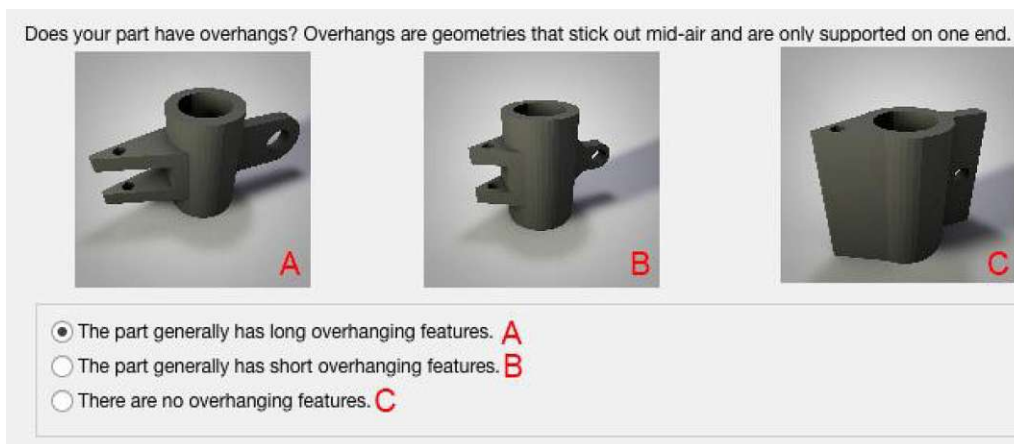 Does your part have overhangs? Overhangs are geometries that stick out mid-air and are only supported on one end.
A
B
C
The part generally has long overhanging features. A
The part generally has short overhanging features. B
There are no overhanging features. C